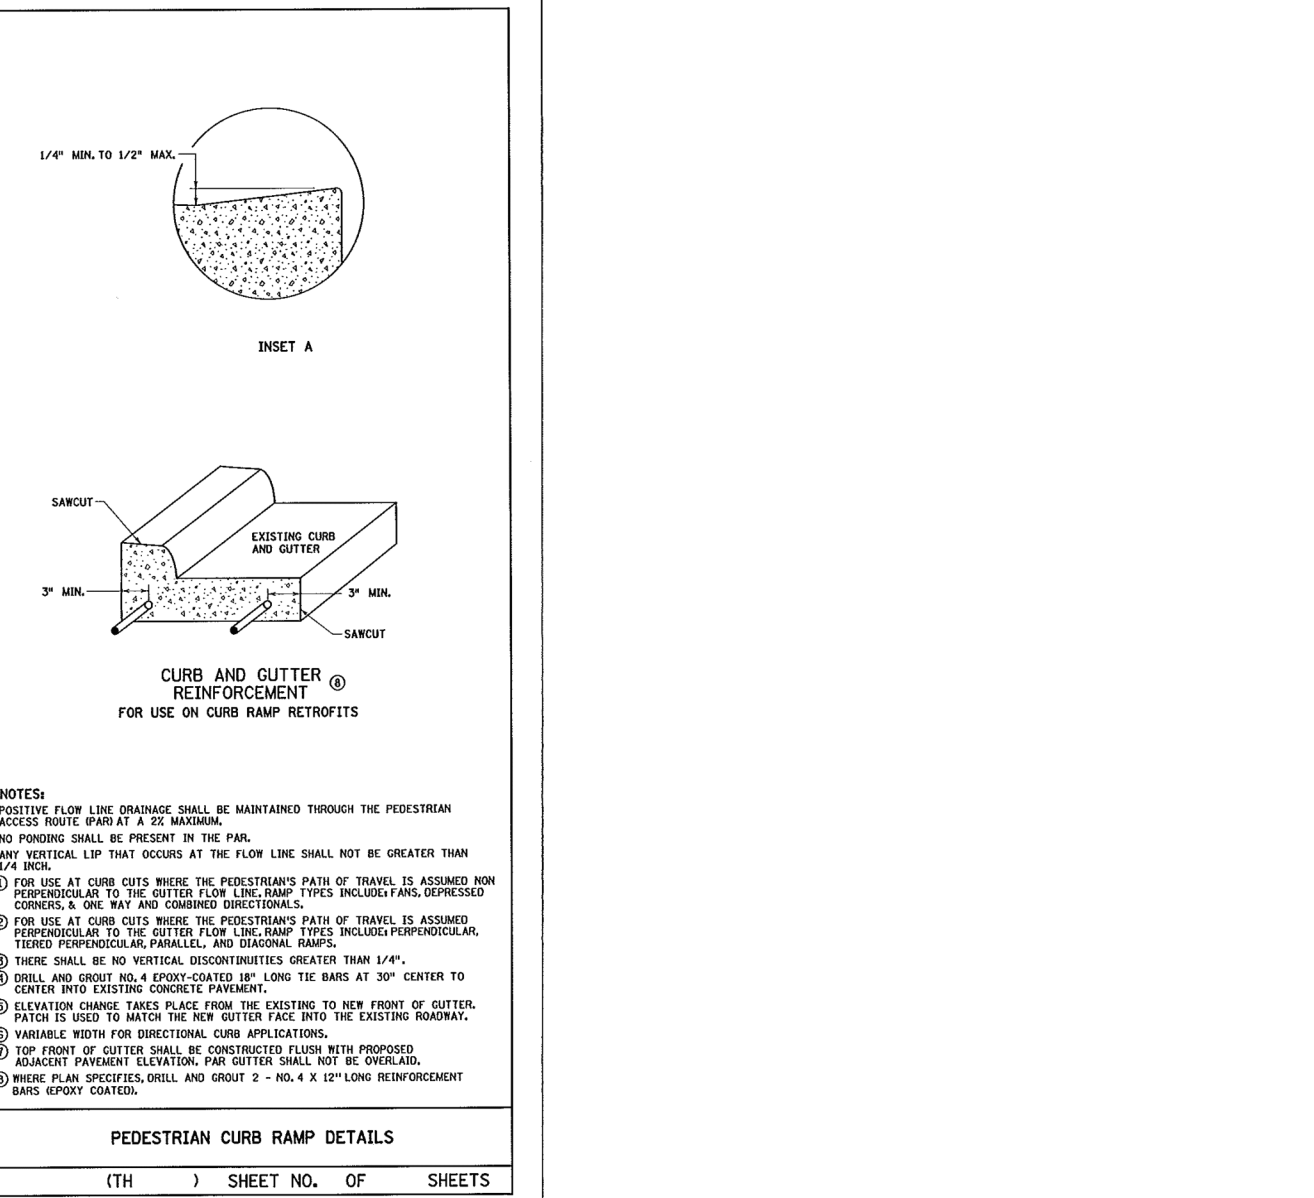 1/4" MIN. TO 1/2" MAX.
INSET A
SAWCUT
EXISTING CURB
AND GUTTER
3" MIN.
3" MIN.
SAWCUT
CURB AND GUTTER
REINFORCEMENT ⑧
FOR USE ON CURB RAMP RETROFITS
NOTES:
POSITIVE FLOW LINE DRAINAGE SHALL BE MAINTAINED THROUGH THE PEDESTRIAN
ACCESS ROUTE (PAR) AT A 2% MAXIMUM.
NO PONDING SHALL BE PRESENT IN THE PAR.
ANY VERTICAL LIP THAT OCCURS AT THE FLOW LINE SHALL NOT BE GREATER THAN
1/4 INCH.
① FOR USE AT CURB CUTS WHERE THE PEDESTRIAN'S PATH OF TRAVEL IS ASSUMED NON
PERPENDICULAR TO THE GUTTER FLOW LINE. RAMP TYPES INCLUDE: FANS, DEPRESSED
CORNERS, & ONE WAY AND COMBINED DIRECTIONALS.
② FOR USE AT CURB CUTS WHERE THE PEDESTRIAN'S PATH OF TRAVEL IS ASSUMED
PERPENDICULAR TO THE GUTTER FLOW LINE. RAMP TYPES INCLUDE: PERPENDICULAR,
TIERED PERPENDICULAR, PARALLEL, AND DIAGONAL RAMPS.
③ THERE SHALL BE NO VERTICAL DISCONTINUITIES GREATER THAN 1/4".
④ DRILL AND GROUT NO. 4 EPOXY-COATED 18" LONG TIE BARS AT 30" CENTER TO
CENTER INTO EXISTING CONCRETE PAVEMENT.
⑤ ELEVATION CHANGE TAKES PLACE FROM THE EXISTING TO NEW FRONT OF GUTTER.
PATCH IS USED TO MATCH THE NEW GUTTER FACE INTO THE EXISTING ROADWAY.
⑥ VARIABLE WIDTH FOR DIRECTIONAL CURB APPLICATIONS.
⑦ TOP FRONT OF GUTTER SHALL BE CONSTRUCTED FLUSH WITH PROPOSED
ADJACENT PAVEMENT ELEVATION. PAR GUTTER SHALL NOT BE OVERLAID.
⑧ WHERE PLAN SPECIFIES, DRILL AND GROUT 2 - NO. 4 X 12" LONG REINFORCEMENT
BARS (EPOXY COATED).
PEDESTRIAN CURB RAMP DETAILS
(TH ) SHEET NO. OF SHEETS